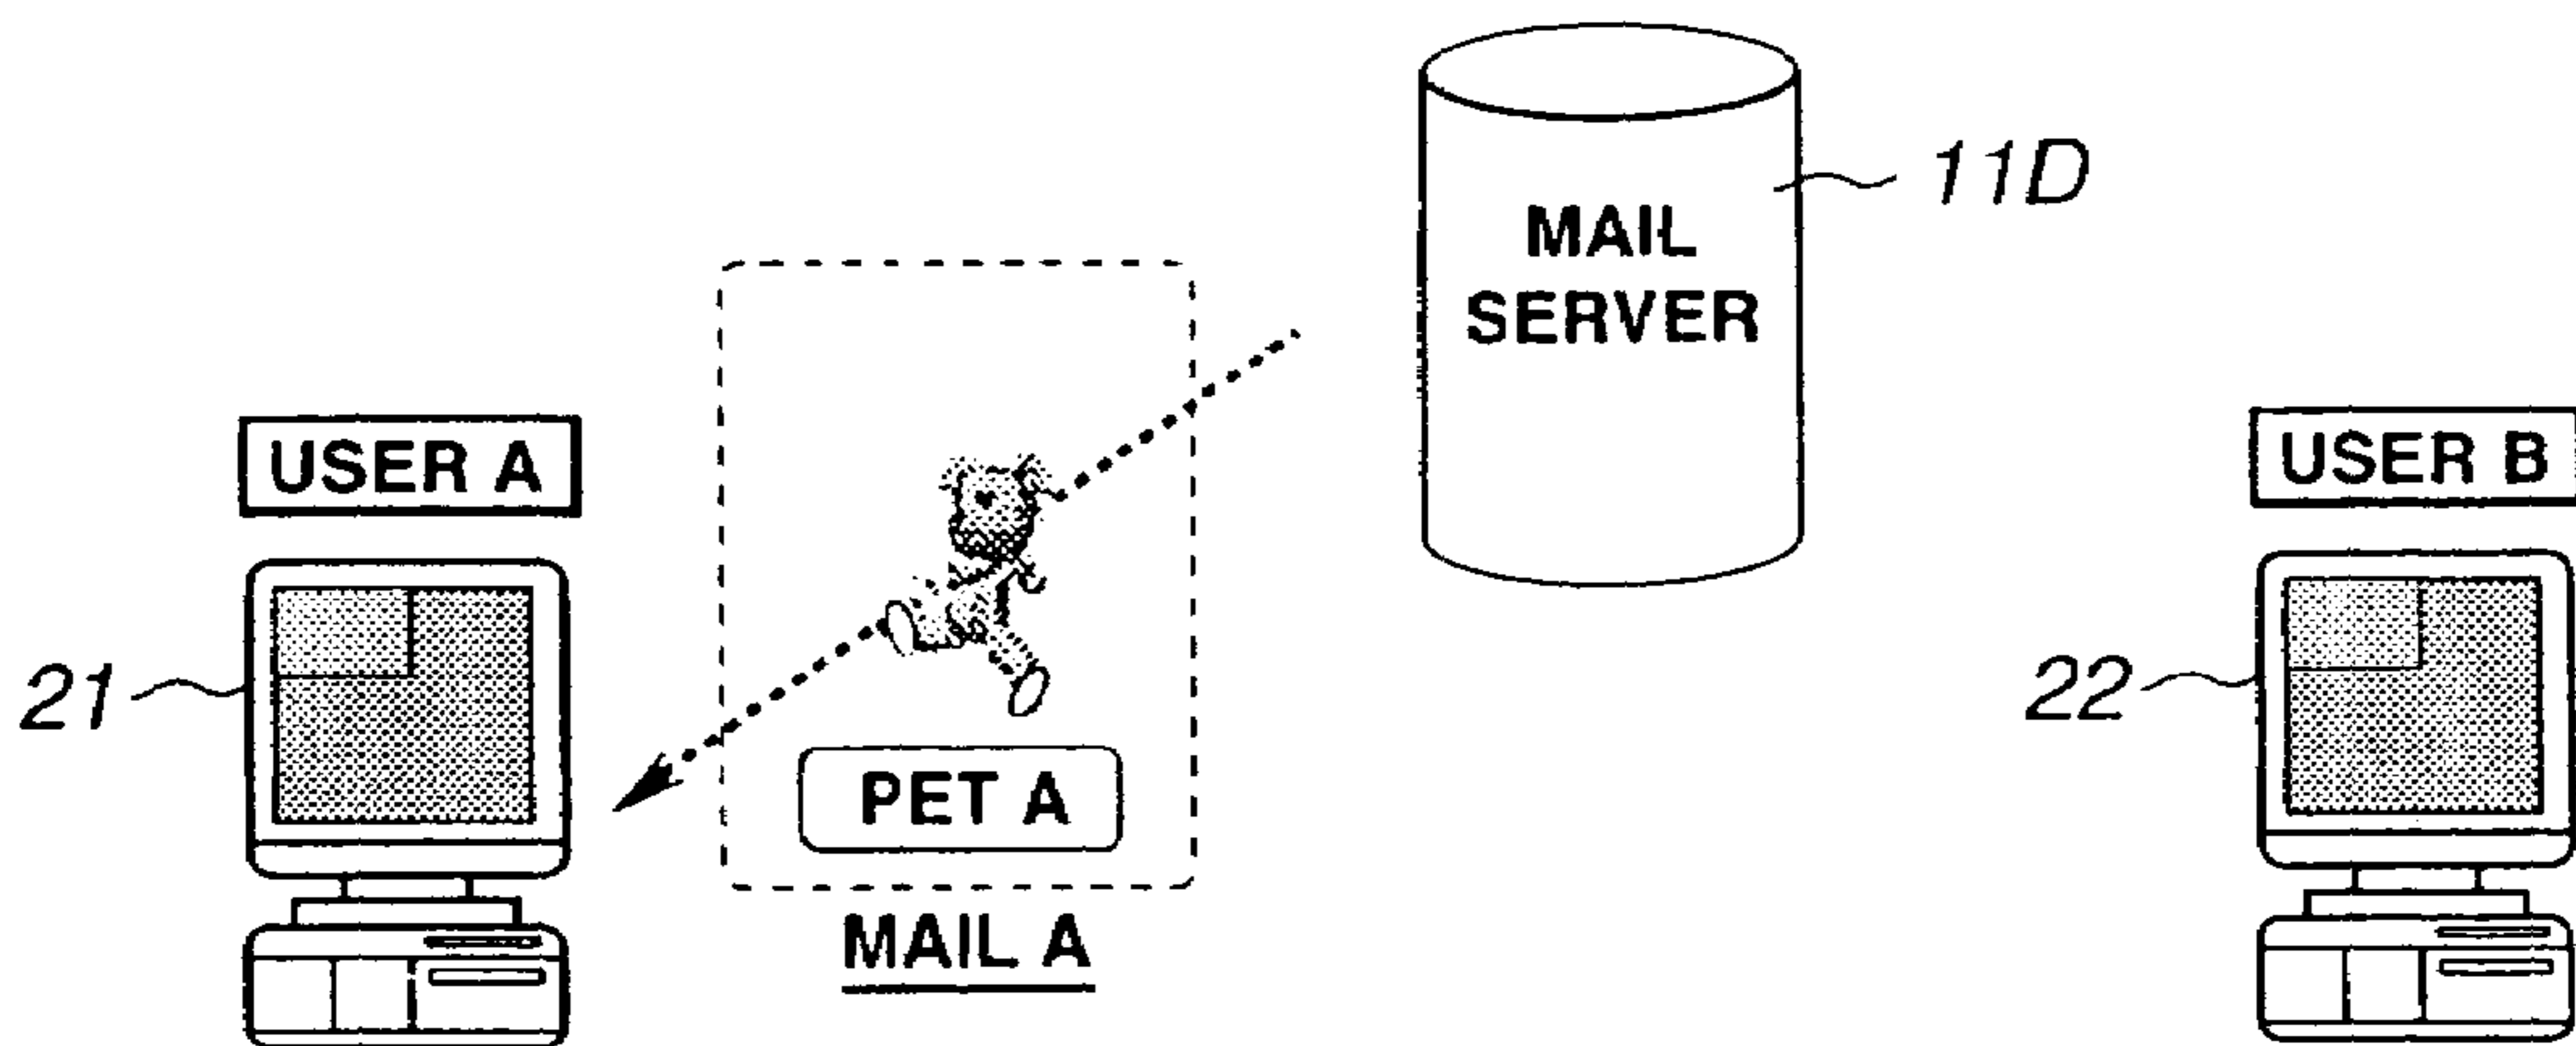 MAIL
SERVER
11D
USER A
USER B
21
22
PET A
MAIL A